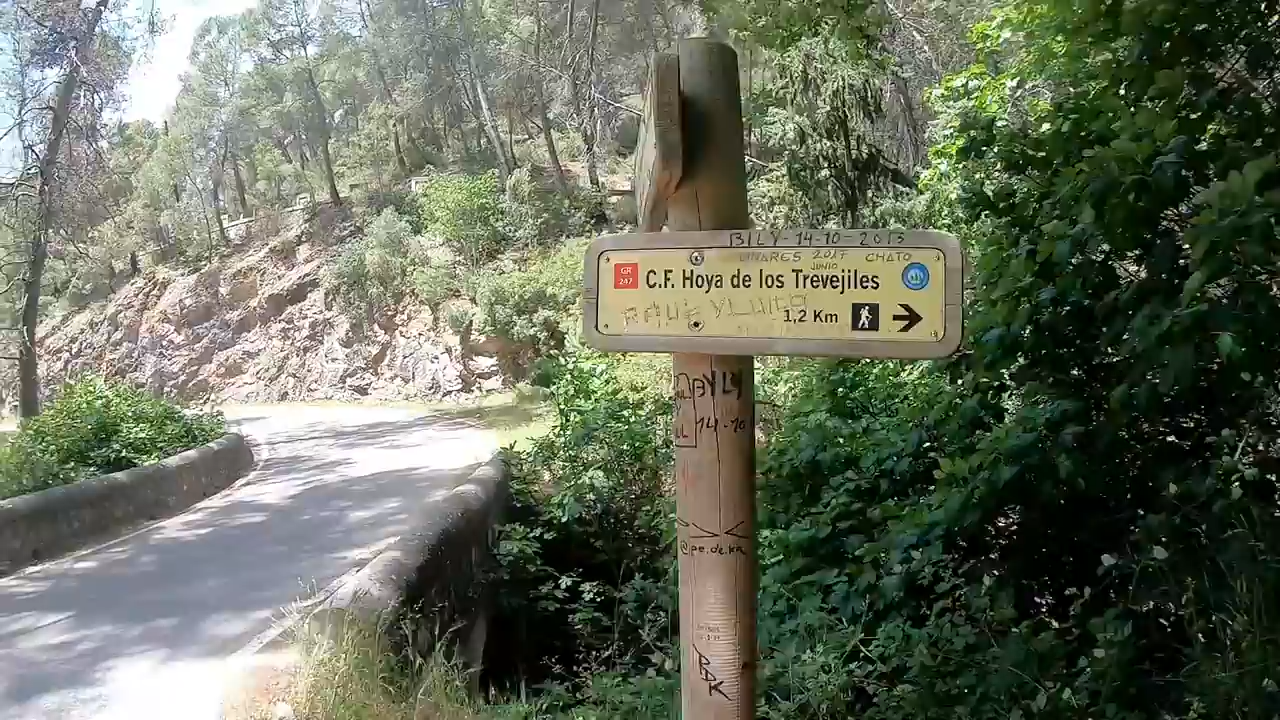 BILY-14-10-2013
LINARES 2017 CHATO
JUNIO
GR
247
C.F. Hoya de los Trevejiles
1,2 Km
BYLY
14-10
@pe.de.ka